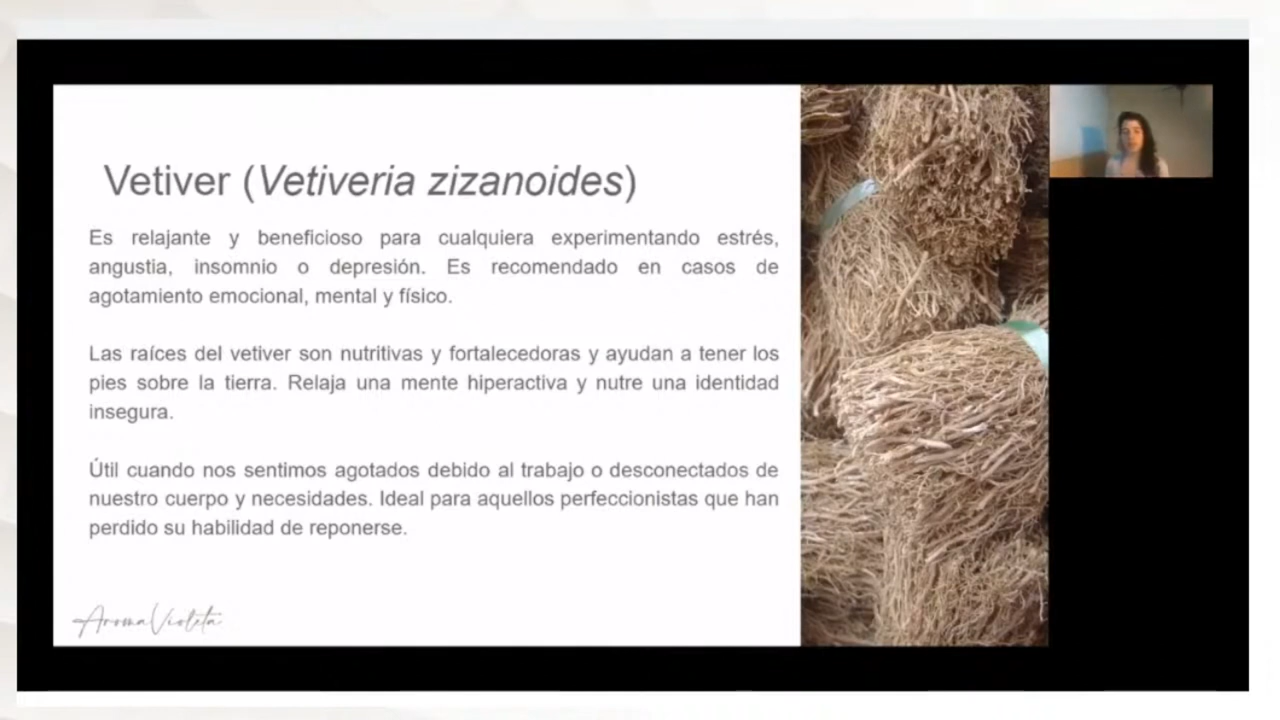 Vetiver (Vetiveria zizanoides)
Es relajante y beneficioso para cualquiera experimentando estrés,
angustia, insomnio o depresión. Es recomendado en casos de
agotamiento emocional, mental y físico.
Las raíces del vetiver son nutritivas y fortalecedoras y ayudan a tener los
pies sobre la tierra. Relaja una mente hiperactiva y nutre una identidad
insegura.
Útil cuando nos sentimos agotados debido al trabajo o desconectados de
nuestro cuerpo y necesidades. Ideal para aquellos perfeccionistas que han
perdido su habilidad de reponerse.
AromaVioleta